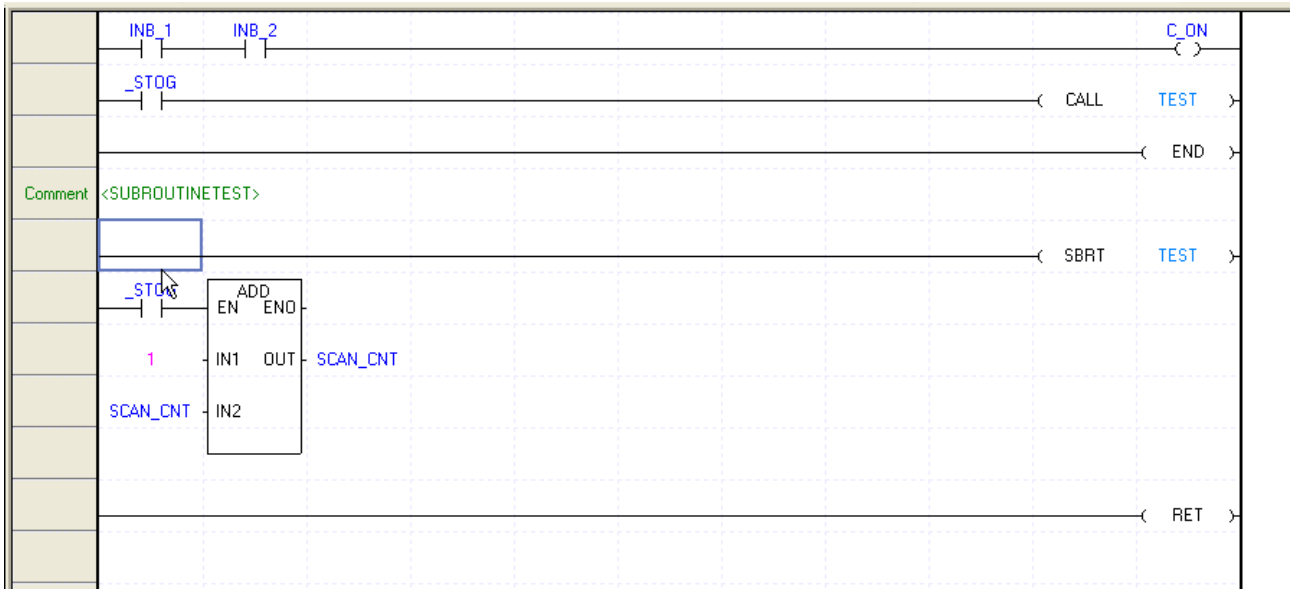 INB_1 INB_2 C_ON
_STOG
CALL TEST
END
Comment <SUBROUTINETEST>
SBRT TEST
ADD
EN ENO
1 IN1 OUT SCAN_CNT
SCAN_CNT IN2
RET